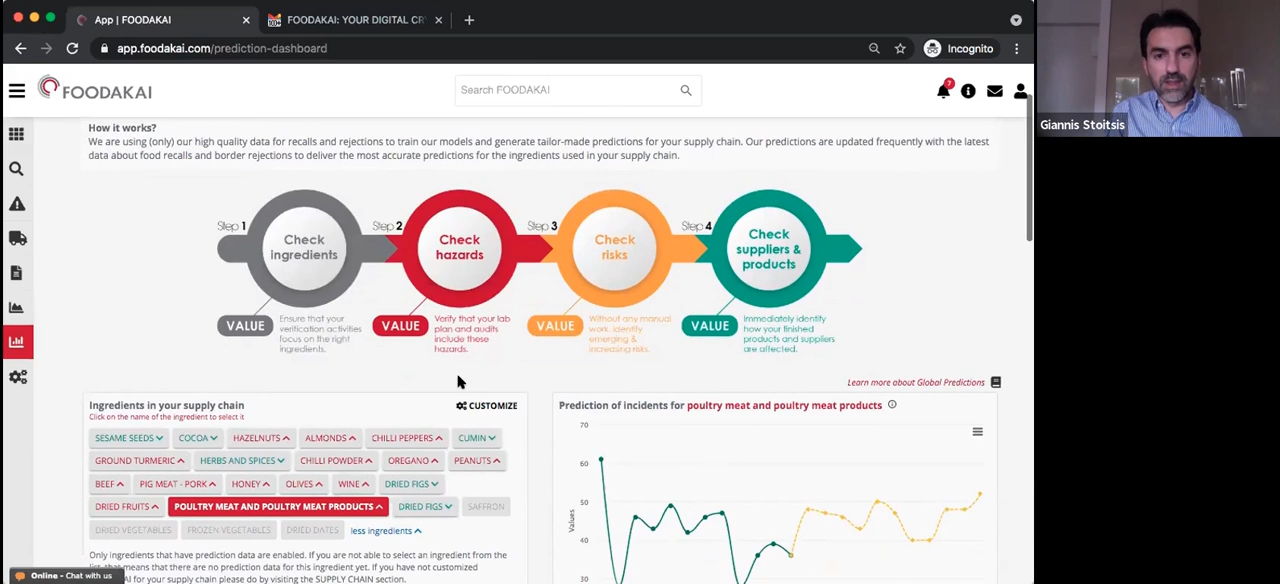 App | FOODAKAI
FOODAKAI: YOUR DIGITAL CR
app.foodakai.com/prediction-dashboard
Incognito
Giannis Stoitsis
FOODAKAI
Search FOODAKAI
7
How it works?
We are using (only) our high quality data for recalls and rejections to train our models and generate tailor-made predictions for your supply chain. Our predictions are updated frequently with the latest
data about food recalls and border rejections to deliver the most accurate predictions for the ingredients used in your supply chain.
Step 1
Check
ingredients
VALUE
Ensure that your
verification activities
focus on the right
ingredients.
Step 2
Check
hazards
VALUE
Verify that your lab
plan and audits
include these
hazards.
Step 3
Check
risks
VALUE
Without any manual
work, identify
emerging &
increasing risks.
Step 4
Check
suppliers &
products
VALUE
Immediately identify
how your finished
products and suppliers
are affected.
Learn more about Global Predictions
Ingredients in your supply chain
CUSTOMIZE
Click on the name of the ingredient to select it
SESAME SEEDS COCOA HAZELNUTS ALMONDS CHILLI PEPPERS CUMIN
GROUND TURMERIC HERBS AND SPICES CHILLI POWDER OREGANO PEANUTS
BEEF PIG MEAT - PORK HONEY OLIVES WINE DRIED FIGS
DRIED FRUITS POULTRY MEAT AND POULTRY MEAT PRODUCTS DRIED FIGS SAFFRON
DRIED VEGETABLES FROZEN VEGETABLES DRIED DATES less ingredients
Only ingredients that have prediction data are enabled. If you are not able to select an ingredient from the
list, that means that there are no prediction data for this ingredient yet. If you have not customized
AI for your supply chain please do by visiting the SUPPLY CHAIN section.
Online - Chat with us
Prediction of incidents for poultry meat and poultry meat products
70
60
50
40
30
Values